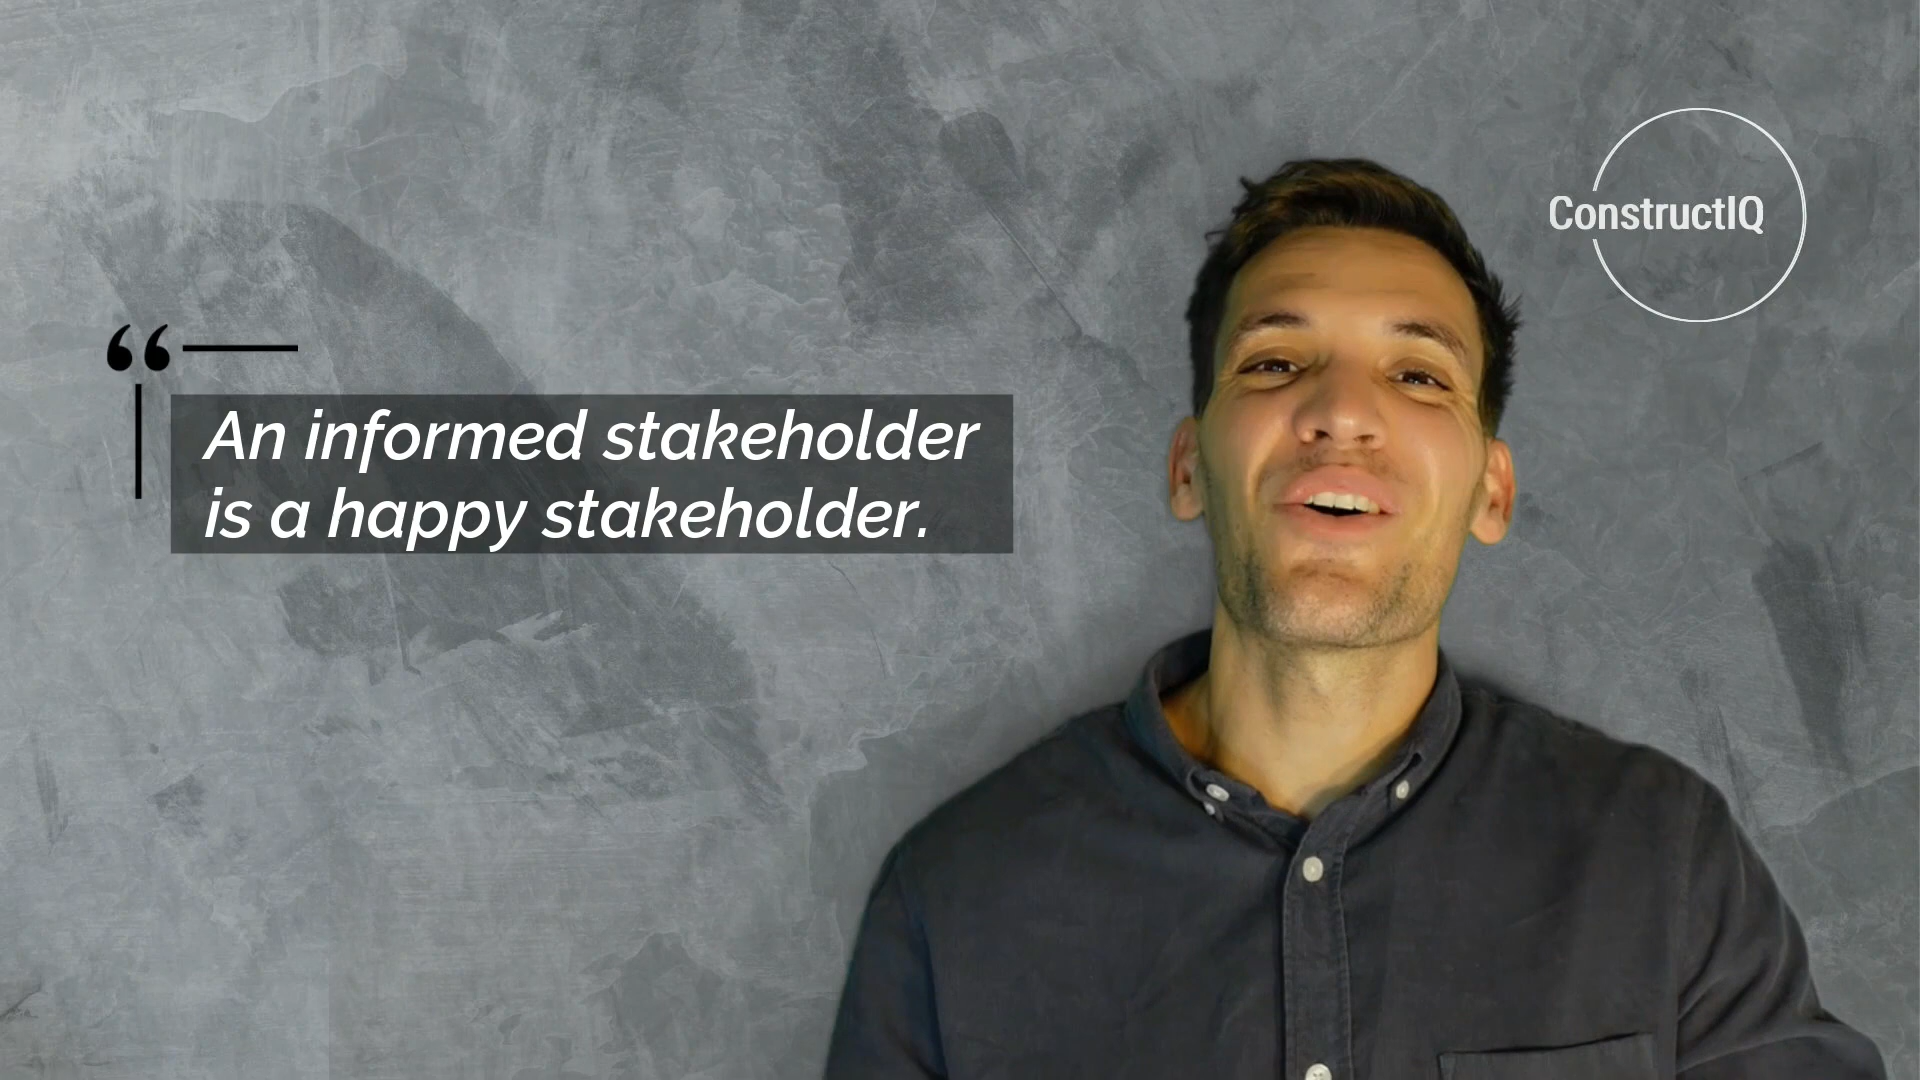 ConstructIQ
“
An informed stakeholder
is a happy stakeholder.